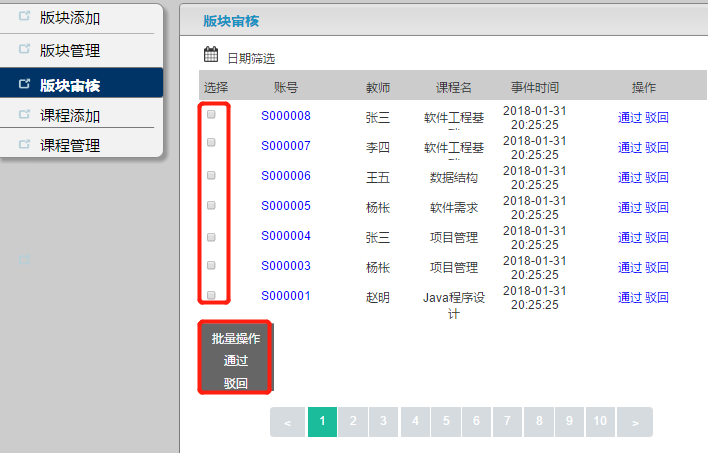 版块添加
版块管理
版块审核
课程添加
课程管理
版块审核
日期筛选
选择 账号 教师 课程名 事件时间 操作
S000008 张三 软件工程基 2018-01-31 20:25:25 通过 驳回
S000007 李四 软件工程基 2018-01-31 20:25:25 通过 驳回
S000006 王五 数据结构 2018-01-31 20:25:25 通过 驳回
S000005 杨枨 软件需求 2018-01-31 20:25:25 通过 驳回
S000004 张三 项目管理 2018-01-31 20:25:25 通过 驳回
S000003 杨枨 项目管理 2018-01-31 20:25:25 通过 驳回
S000001 赵明 Java程序设计 2018-01-31 20:25:25 通过 驳回
批量操作
通过
驳回
< 1 2 3 4 5 6 7 8 9 10 >